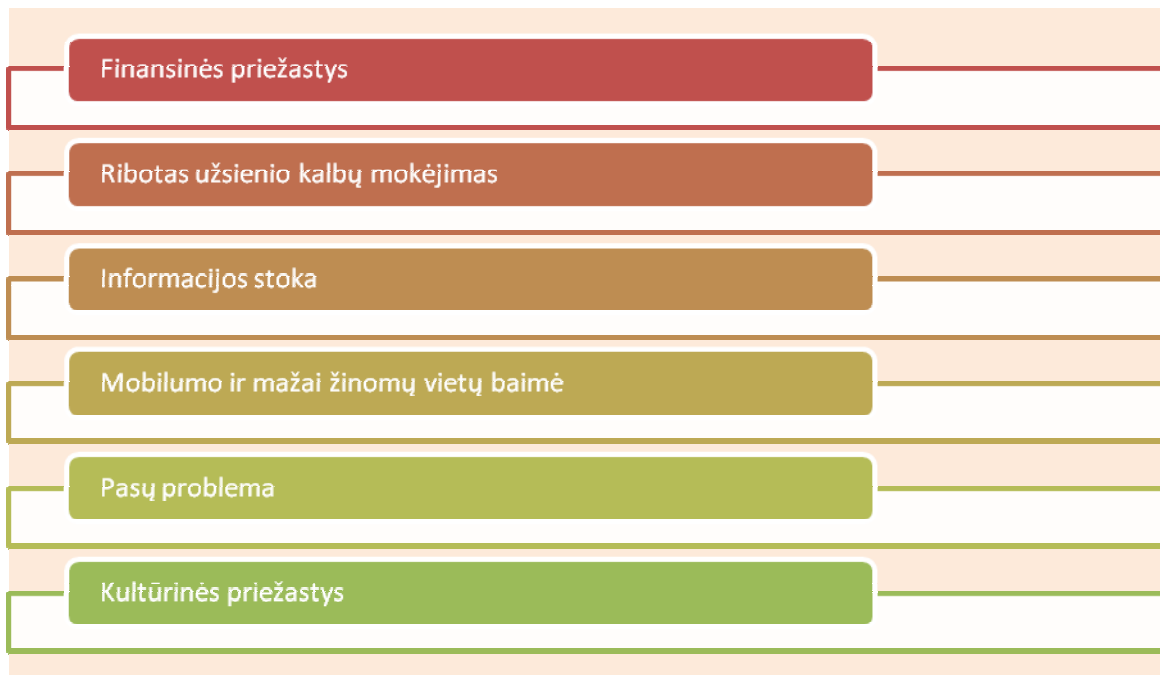 Finansinės priežastys
Ribotas užsienio kalbų mokėjimas
Informacijos stoka
Mobilumo ir mažai žinomų vietų baimė
Pasų problema
Kultūrinės priežastys